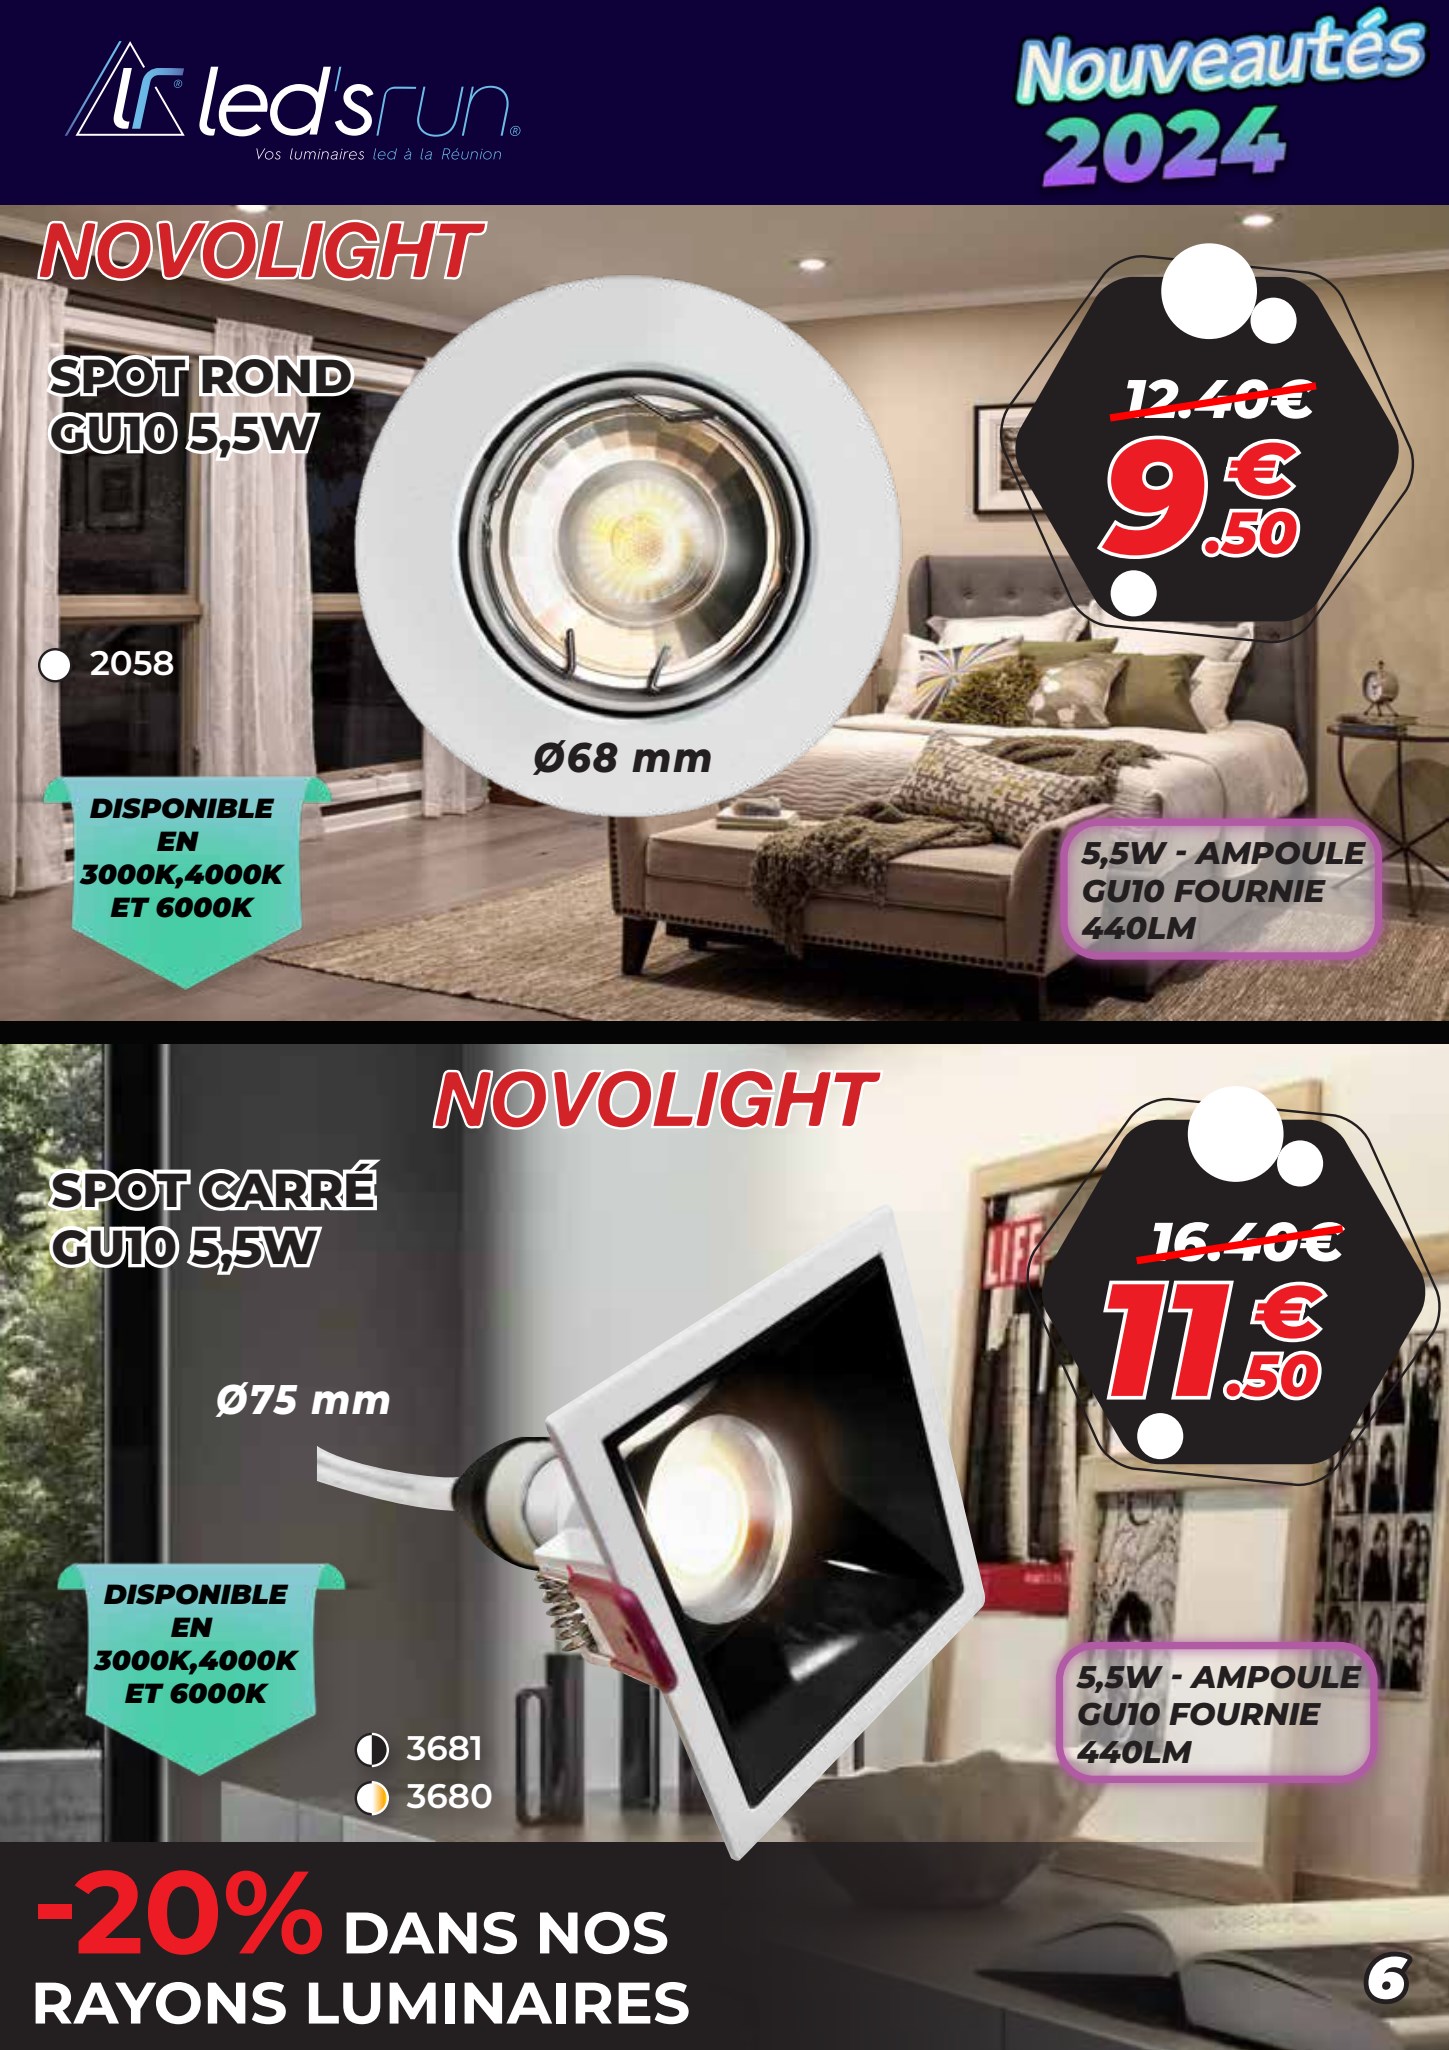 led'srun®
Vos luminaires led à la Réunion
Nouveautés
2024
NOVOLIGHT
SPOT ROND
GU10 5,5W
12.40€
9€
.50
2058
Ø68 mm
DISPONIBLE
EN
3000K,4000K
ET 6000K
5,5W - AMPOULE
GU10 FOURNIE
440LM
NOVOLIGHT
SPOT CARRÉ
GU10 5,5W
LIFE
16.40€
11€
.50
Ø75 mm
DISPONIBLE
EN
3000K,4000K
ET 6000K
5,5W - AMPOULE
GU10 FOURNIE
440LM
3681
3680
-20% DANS NOS
RAYONS LUMINAIRES
6